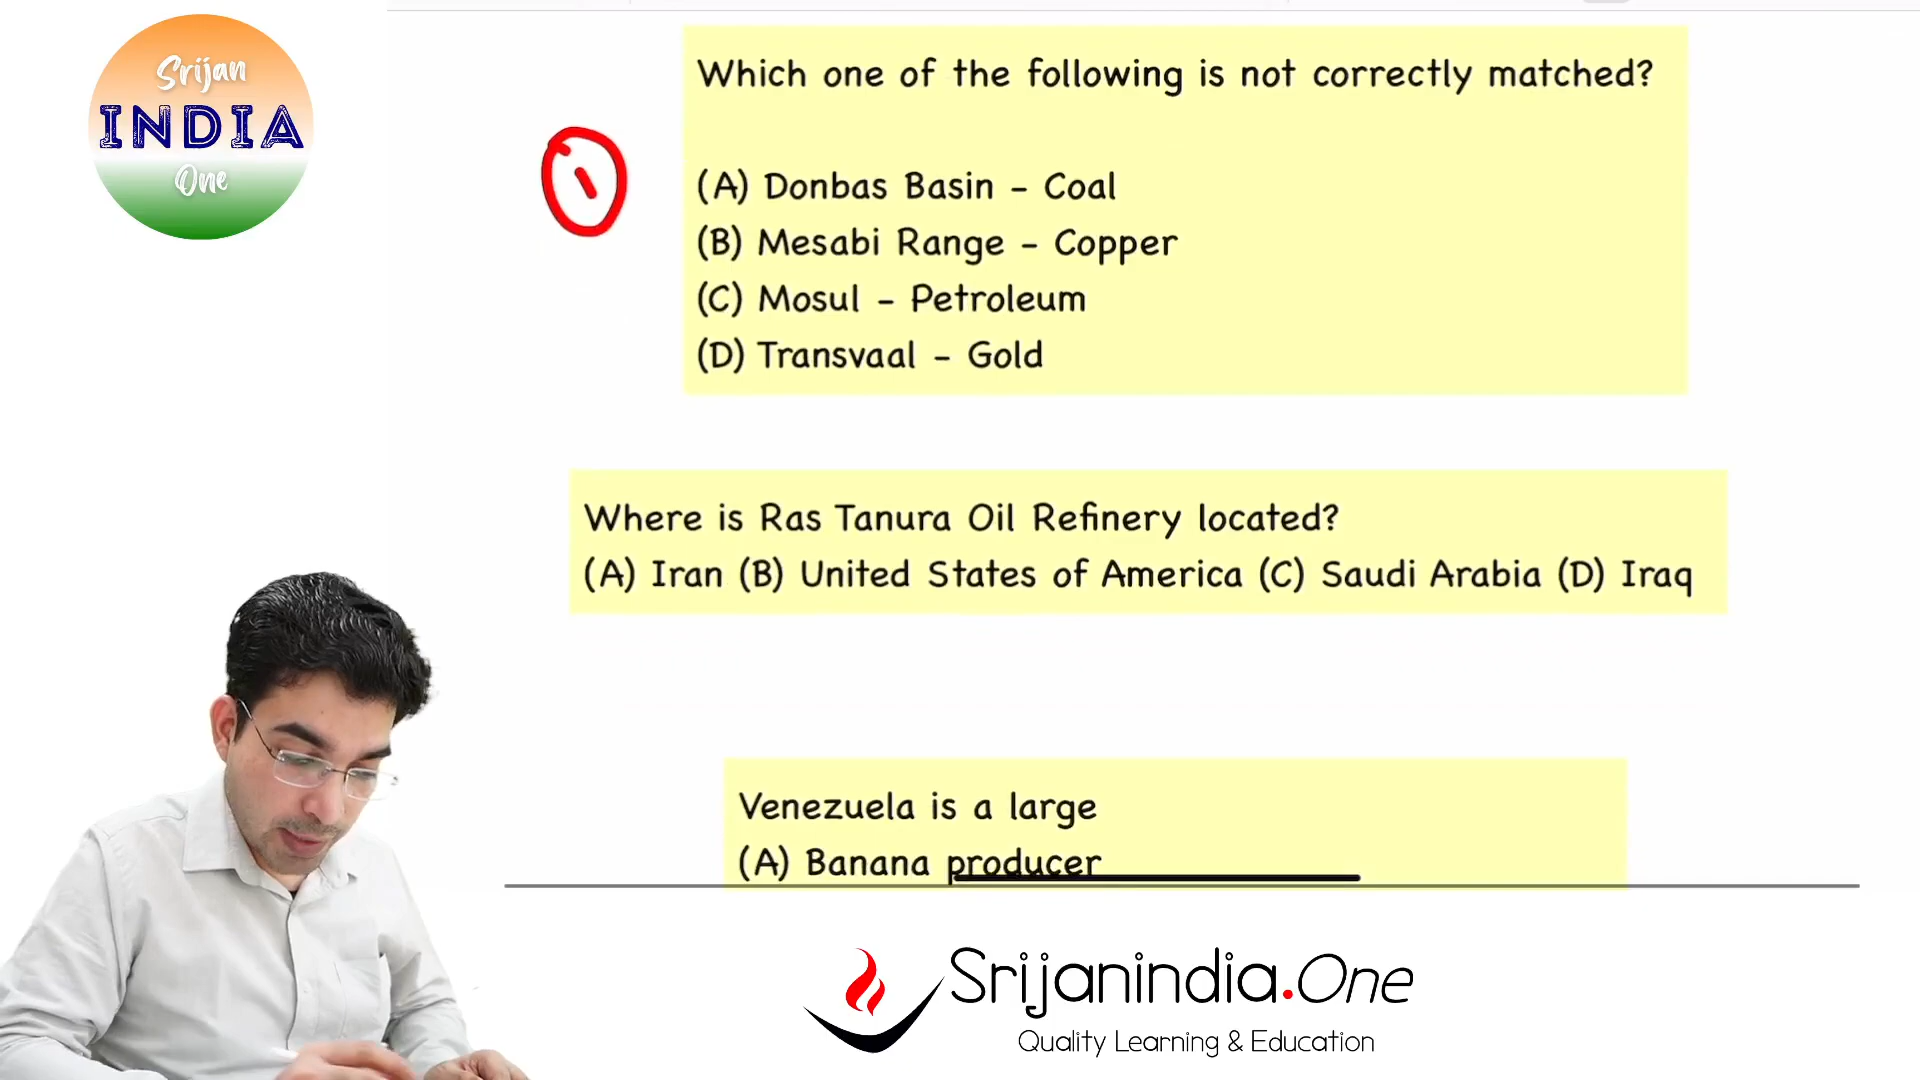 Srijan
INDIA
One
Which one of the following is not correctly matched?
(A) Donbas Basin - Coal
(B) Mesabi Range - Copper
(C) Mosul - Petroleum
(D) Transvaal - Gold
Where is Ras Tanura Oil Refinery located?
(A) Iran (B) United States of America (C) Saudi Arabia (D) Iraq
Venezuela is a large
(A) Banana producer
Srijanindia.One
Quality Learning & Education